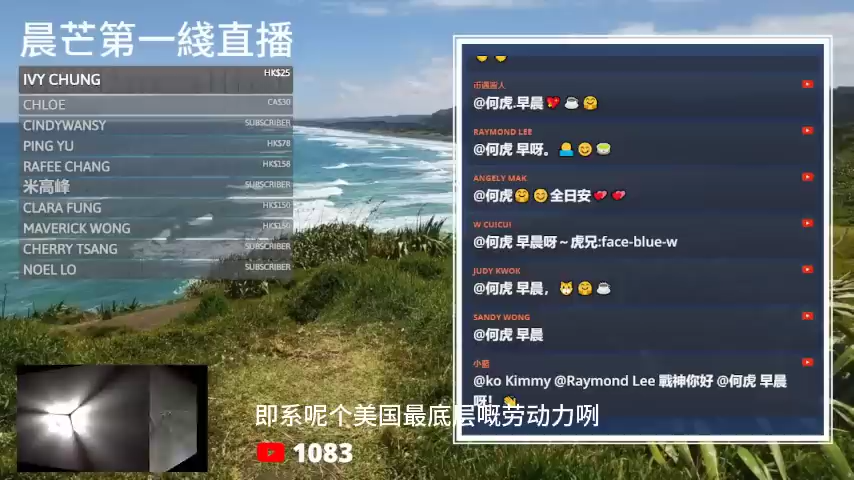 晨芒第一綫直播
IVY CHUNG HK$25
CHLOE CA$30
CINDYWANSY SUBSCRIBER
PING YU HK$78
RAFEE CHANG HK$158
米高峰 SUBSCRIBER
CLARA FUNG HK$150
MAVERICK WONG HK$150
CHERRY TSANG SUBSCRIBER
NOEL LO SUBSCRIBER
@何虎.早晨💖☕🤗
RAYMOND LEE
@何虎 早呀。😊🍵
ANGELY MAK
@何虎🤗😊全日安💕💕
W CUICUI
@何虎 早晨呀~虎兄:face-blue-w
JUDY KWOK
@何虎 早晨，🐱🤗☕
SANDY WONG
@何虎 早晨
@ko Kimmy @Raymond Lee 戰神你好 @何虎 早晨
呀！👏
即系呢个美国最底层嘅劳动力咧
1083